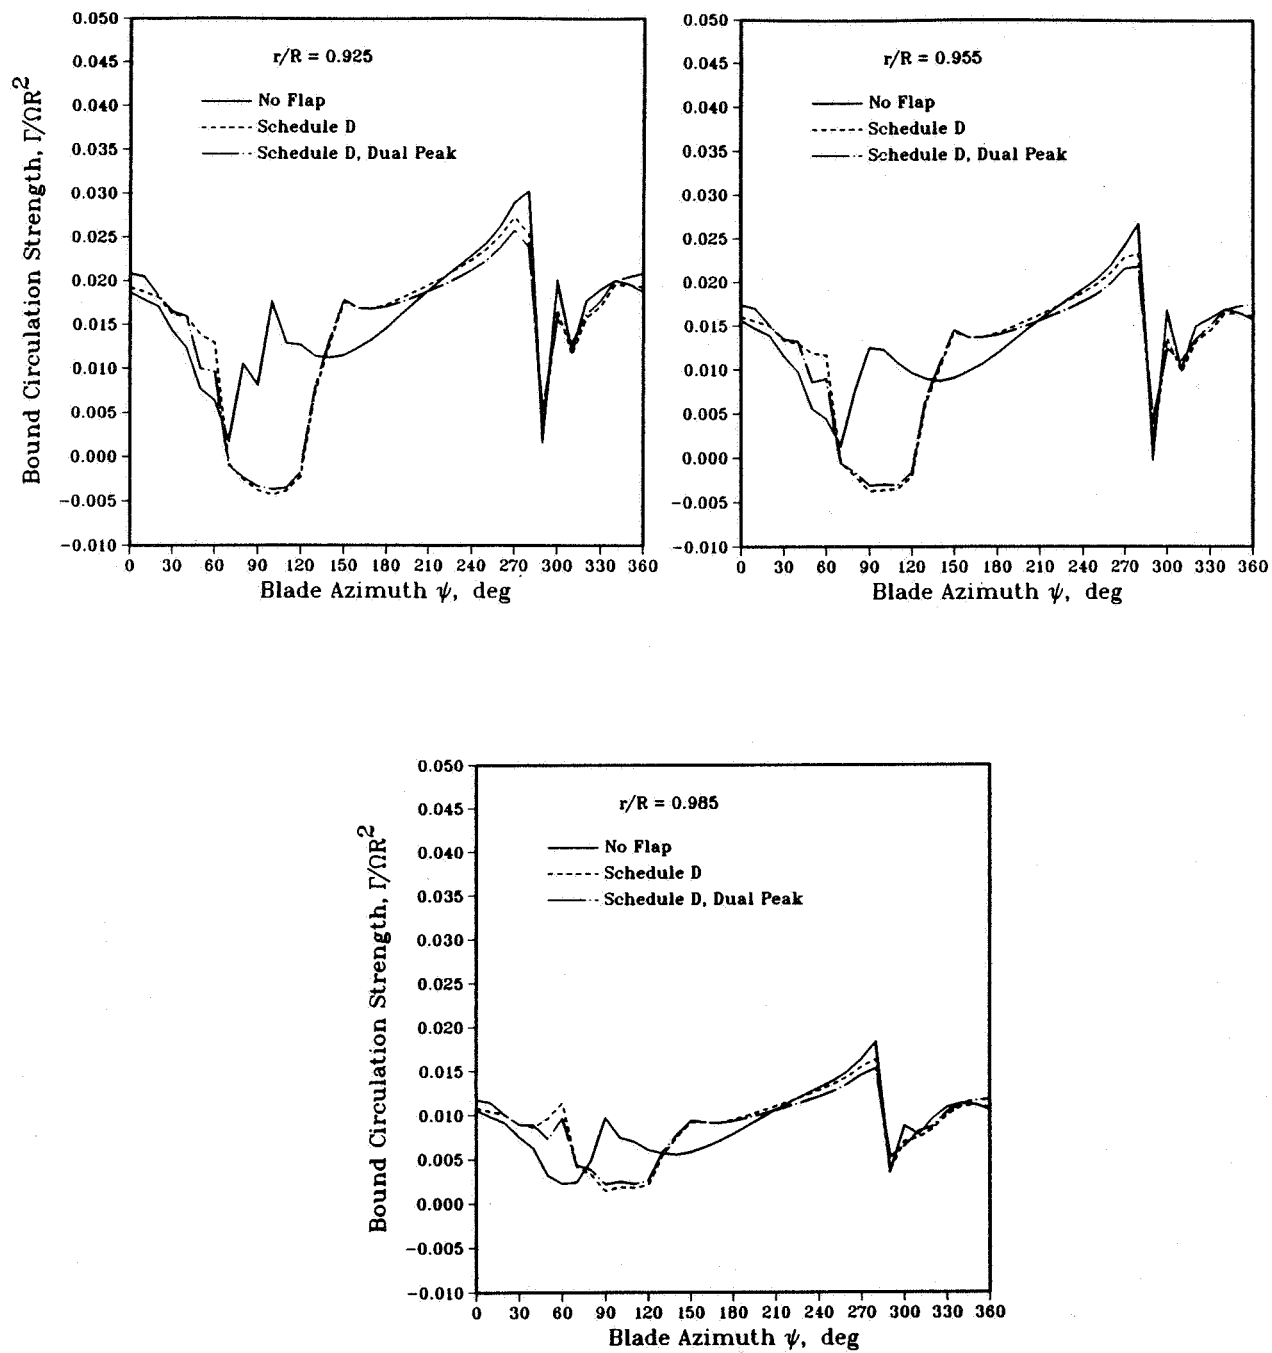 r/R = 0.925
No Flap
Schedule D
Schedule D, Dual Peak
Bound Circulation Strength, Γ/ΩR²
0.050
0.045
0.040
0.035
0.030
0.025
0.020
0.015
0.010
0.005
0.000
−0.005
−0.010
0 30 60 90 120 150 180 210 240 270 300 330 360
Blade Azimuth ψ, deg
r/R = 0.955
No Flap
Schedule D
Schedule D, Dual Peak
0.050
0.045
0.040
0.035
0.030
0.025
0.020
0.015
0.010
0.005
0.000
−0.005
−0.010
0 30 60 90 120 150 180 210 240 270 300 330 360
Blade Azimuth ψ, deg
r/R = 0.985
No Flap
Schedule D
Schedule D, Dual Peak
Bound Circulation Strength, Γ/ΩR²
0.050
0.045
0.040
0.035
0.030
0.025
0.020
0.015
0.010
0.005
0.000
−0.005
−0.010
0 30 60 90 120 150 180 210 240 270 300 330 360
Blade Azimuth ψ, deg